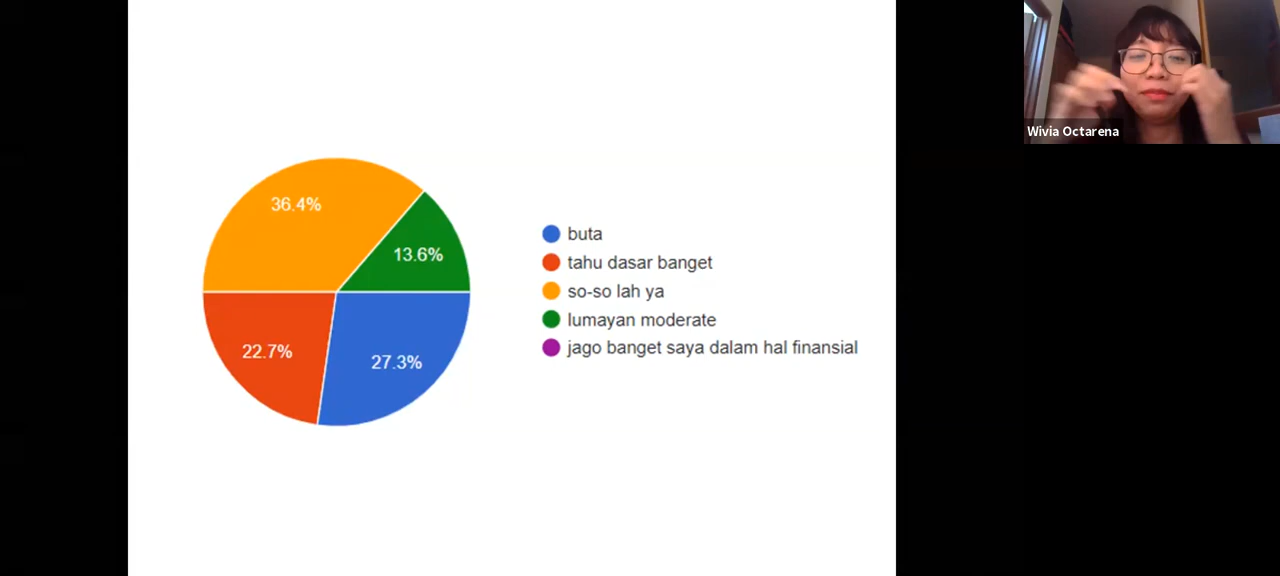 36.4%
13.6%
22.7%
27.3%
buta
tahu dasar banget
so-so lah ya
lumayan moderate
jago banget saya dalam hal finansial
Wivia Octarena